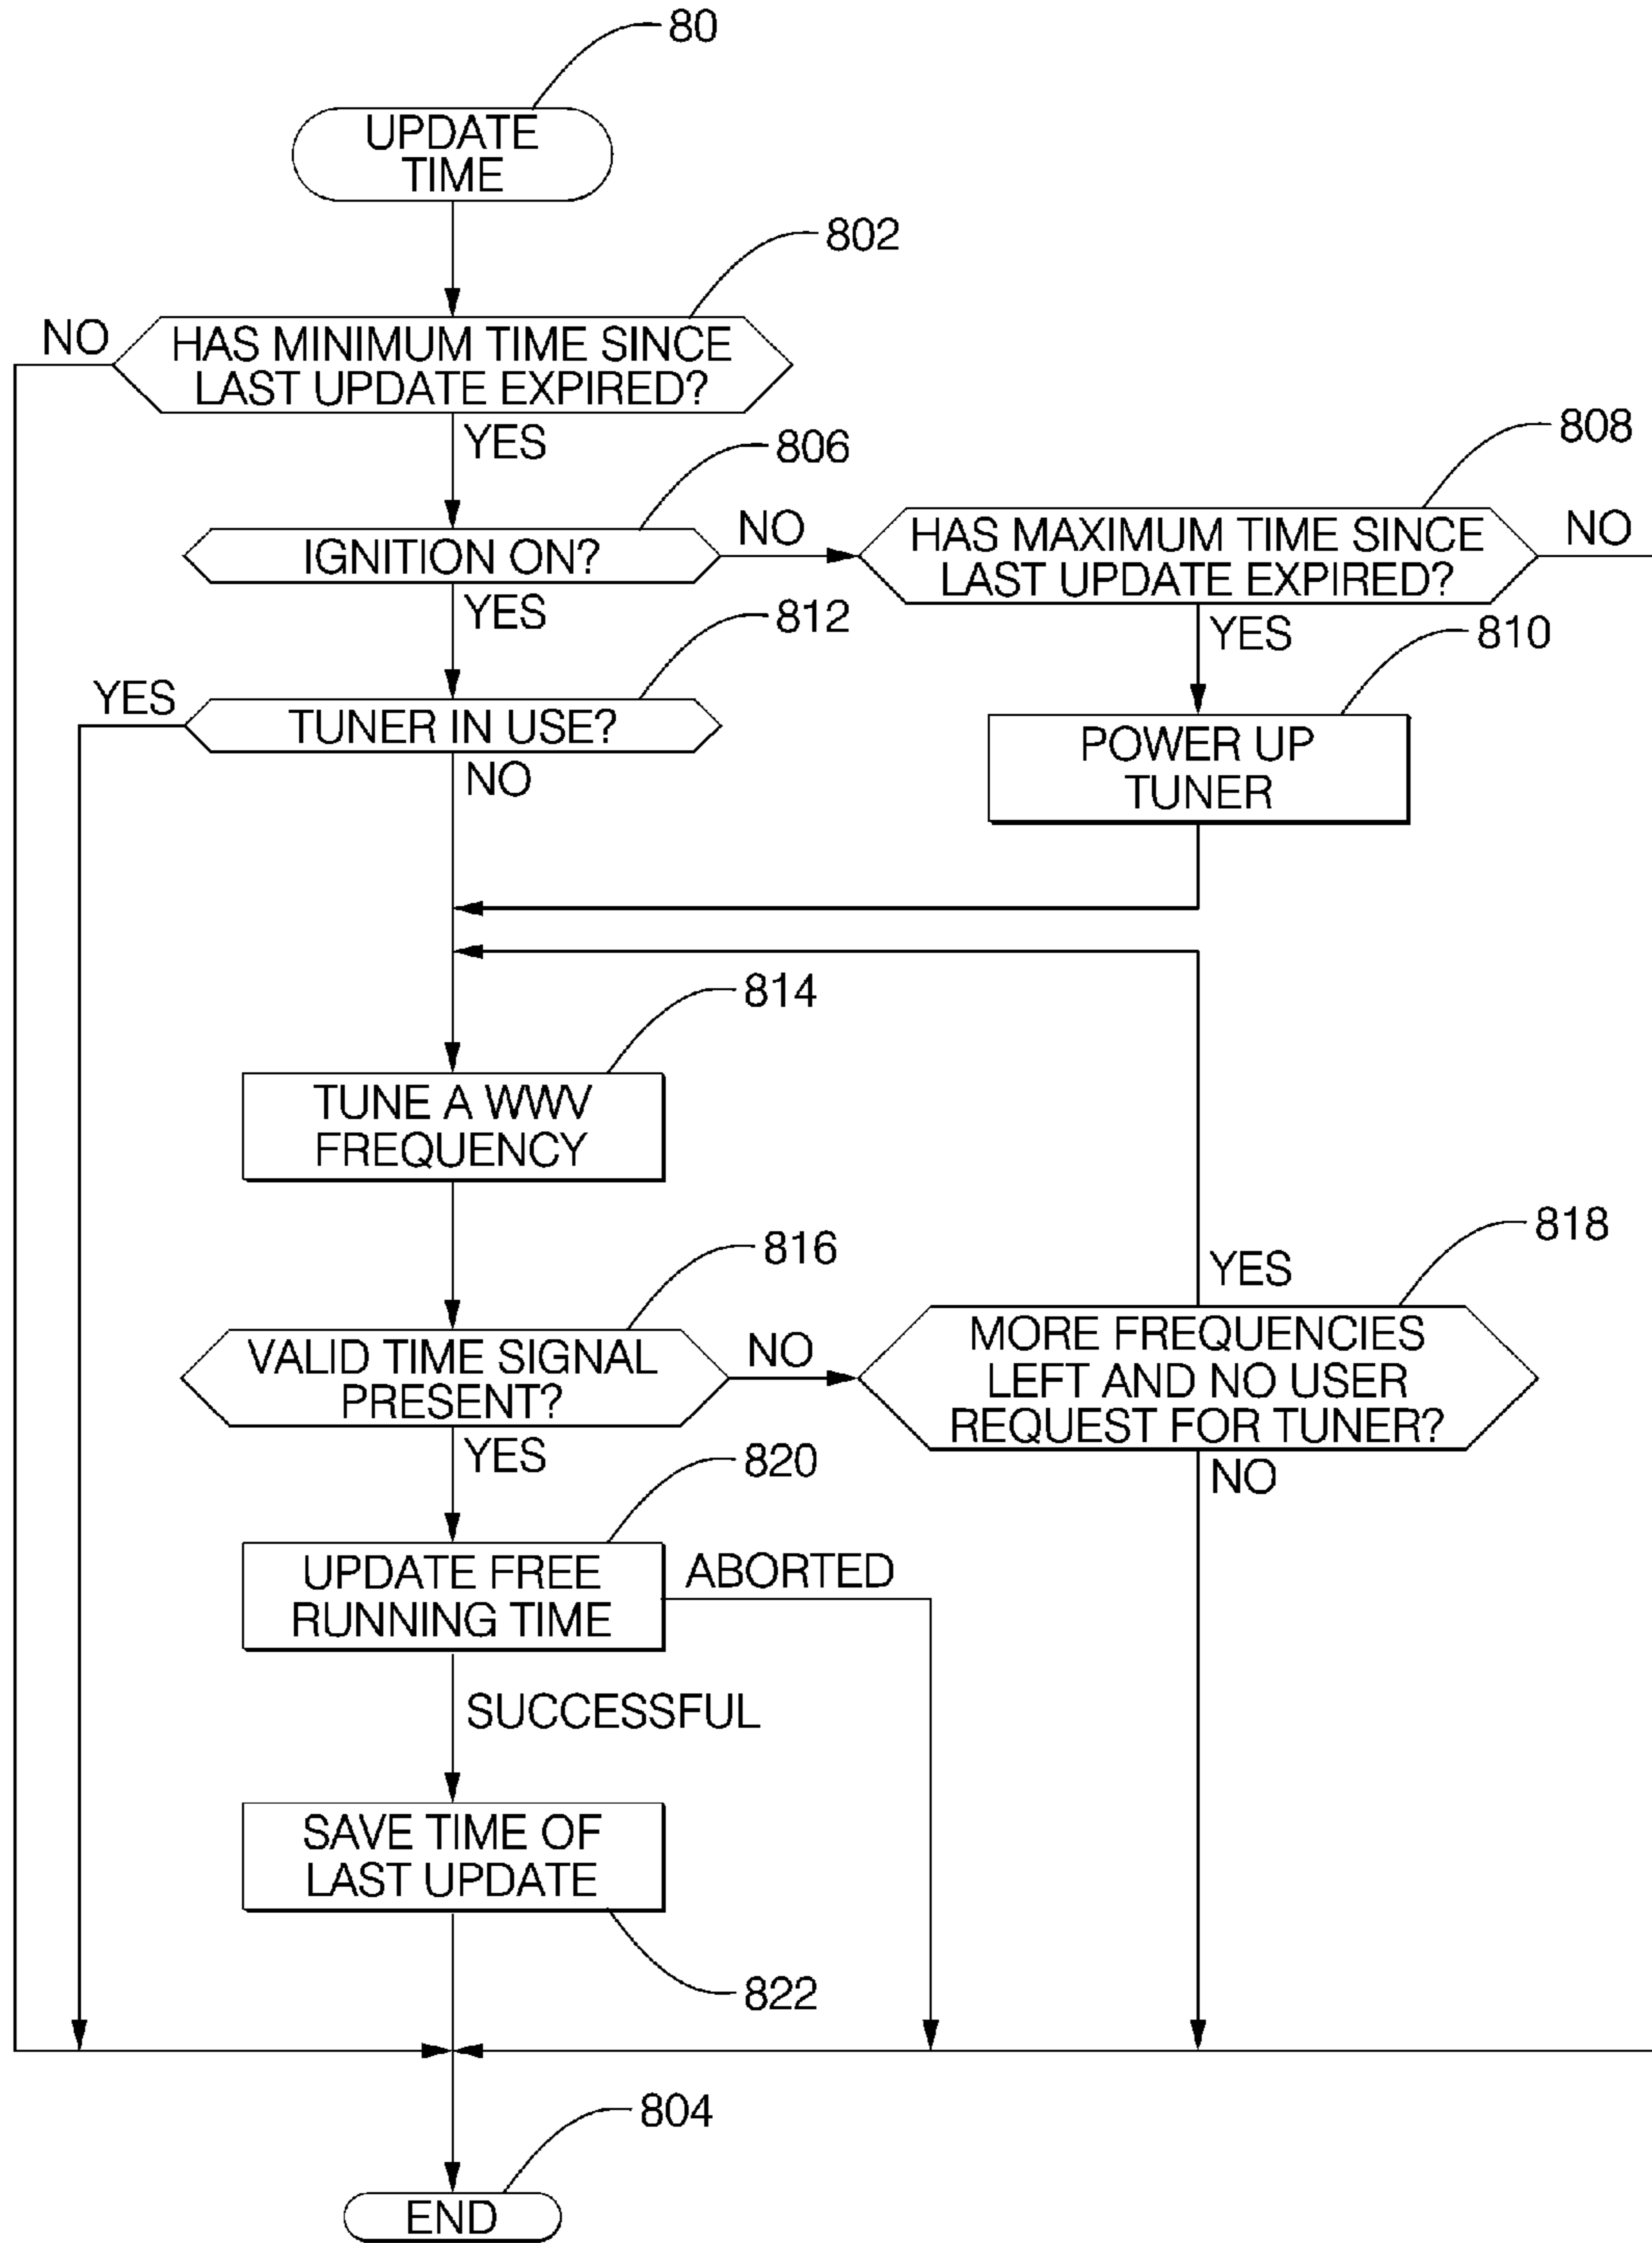 80
UPDATE
TIME
802
NO
HAS MINIMUM TIME SINCE
LAST UPDATE EXPIRED?
YES
806
808
IGNITION ON?
NO
HAS MAXIMUM TIME SINCE
LAST UPDATE EXPIRED?
NO
YES
812
YES
810
YES
TUNER IN USE?
NO
POWER UP
TUNER
814
TUNE A WWV
FREQUENCY
816
818
YES
VALID TIME SIGNAL
PRESENT?
NO
MORE FREQUENCIES
LEFT AND NO USER
REQUEST FOR TUNER?
YES
820
NO
UPDATE FREE
RUNNING TIME
ABORTED
SUCCESSFUL
SAVE TIME OF
LAST UPDATE
822
804
END